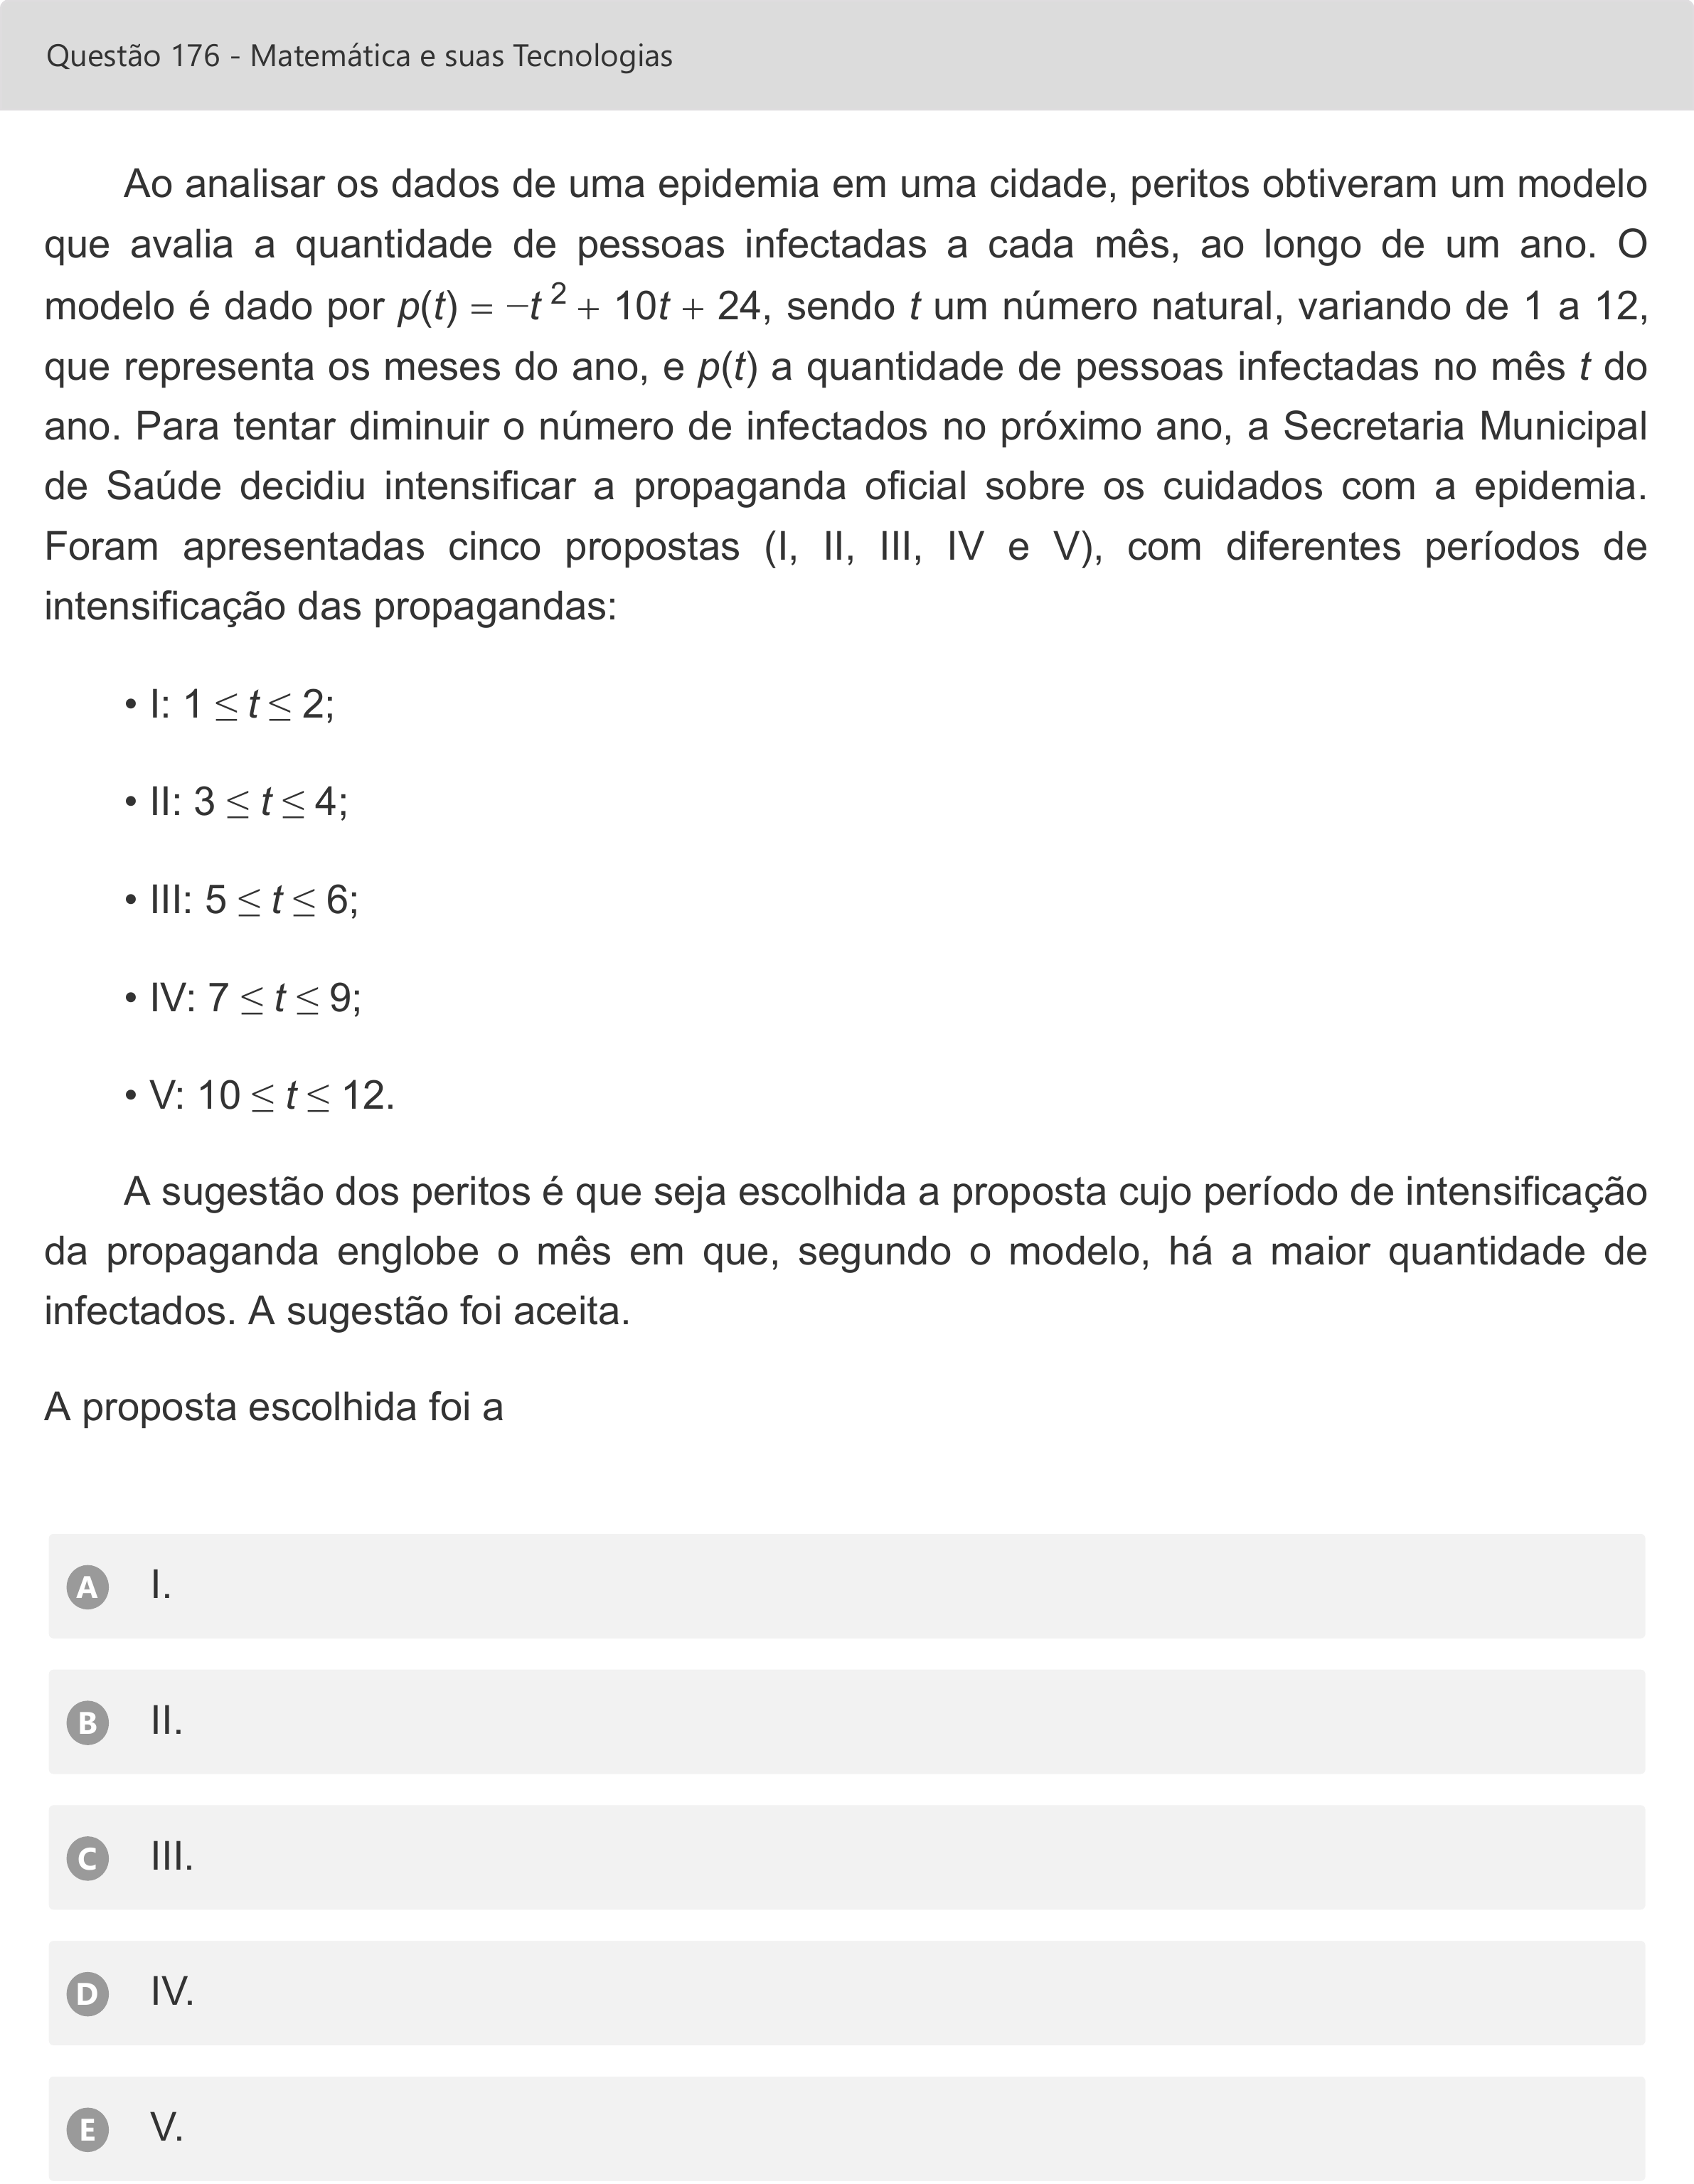 Questão 176 - Matemática e suas Tecnologias
Ao analisar os dados de uma epidemia em uma cidade, peritos obtiveram um modelo
que avalia a quantidade de pessoas infectadas a cada mês, ao longo de um ano. O
modelo é dado por p(t) = −t² + 10t + 24, sendo t um número natural, variando de 1 a 12,
que representa os meses do ano, e p(t) a quantidade de pessoas infectadas no mês t do
ano. Para tentar diminuir o número de infectados no próximo ano, a Secretaria Municipal
de Saúde decidiu intensificar a propaganda oficial sobre os cuidados com a epidemia.
Foram apresentadas cinco propostas (I, II, III, IV e V), com diferentes períodos de
intensificação das propagandas:
• I: 1 ≤ t ≤ 2;
• II: 3 ≤ t ≤ 4;
• III: 5 ≤ t ≤ 6;
• IV: 7 ≤ t ≤ 9;
• V: 10 ≤ t ≤ 12.
A sugestão dos peritos é que seja escolhida a proposta cujo período de intensificação
da propaganda englobe o mês em que, segundo o modelo, há a maior quantidade de
infectados. A sugestão foi aceita.
A proposta escolhida foi a
A I.
B II.
C III.
D IV.
E V.